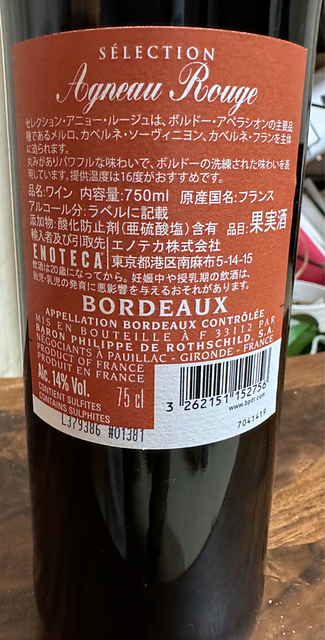 SÉLECTION
Agneau Rouge
セレクション・アニョー・ルージュは、ボルドー・アペラシオンの主要品
種であるメルロ、カベルネ・ソーヴィニヨン、カベルネ・フランを主体
に造られます。
丸みがありパワフルな味わいで、ボルドーの洗練された味わいを表
現しています。提供温度は16度がおすすめです。
品名:ワイン 内容量:750ml 原産国名:フランス
アルコール分:ラベルに記載
添加物:酸化防止剤(亜硫酸塩)含有 品目:果実酒
輸入者及び引取先 エノテカ株式会社
ENOTECA 東京都港区南麻布5-14-15
飲酒は20歳になってから。妊娠中や授乳期の飲酒は、
胎児・乳児の発育に悪影響を与えるおそれがあります。
BORDEAUX
APPELLATION BORDEAUX CONTRÔLÉE
MIS EN BOUTEILLE À F 33112 PAR
BARON PHILIPPE DE ROTHSCHILD S.A.
NÉGOCIANTS À PAUILLAC - GIRONDE - FRANCE
PRODUCT OF FRANCE
PRODUIT EN FRANCE
Alc. 14% Vol.
75 cl
CONTIENT SULFITES
CONTAINS SULPHITES
L379386 #01381
3 262151 152756
www.bpdr.com
7041419